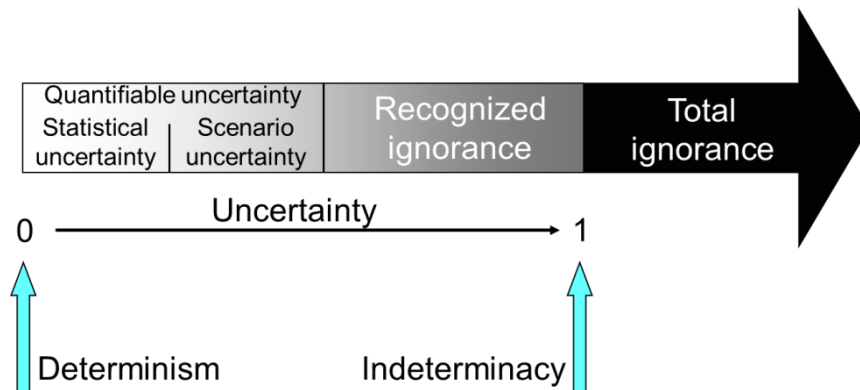 Quantifiable uncertainty
Statistical
uncertainty
Scenario
uncertainty
Recognized
ignorance
Total
ignorance
Uncertainty
0
1
Determinism
Indeterminacy